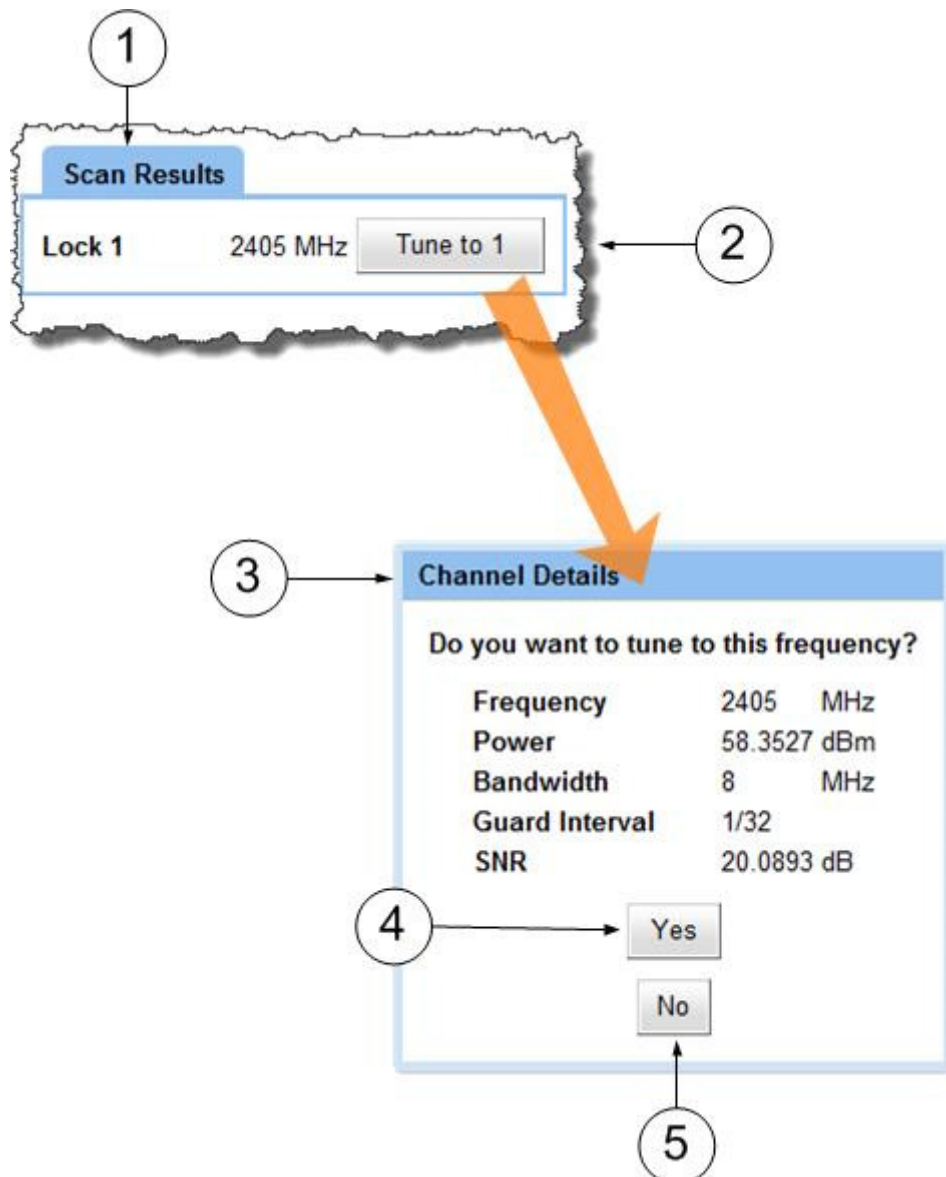 1
Scan Results
Lock 1 2405 MHz Tune to 1
2
3
Channel Details
Do you want to tune to this frequency?
Frequency 2405 MHz
Power 58.3527 dBm
Bandwidth 8 MHz
Guard Interval 1/32
SNR 20.0893 dB
4
Yes
No
5